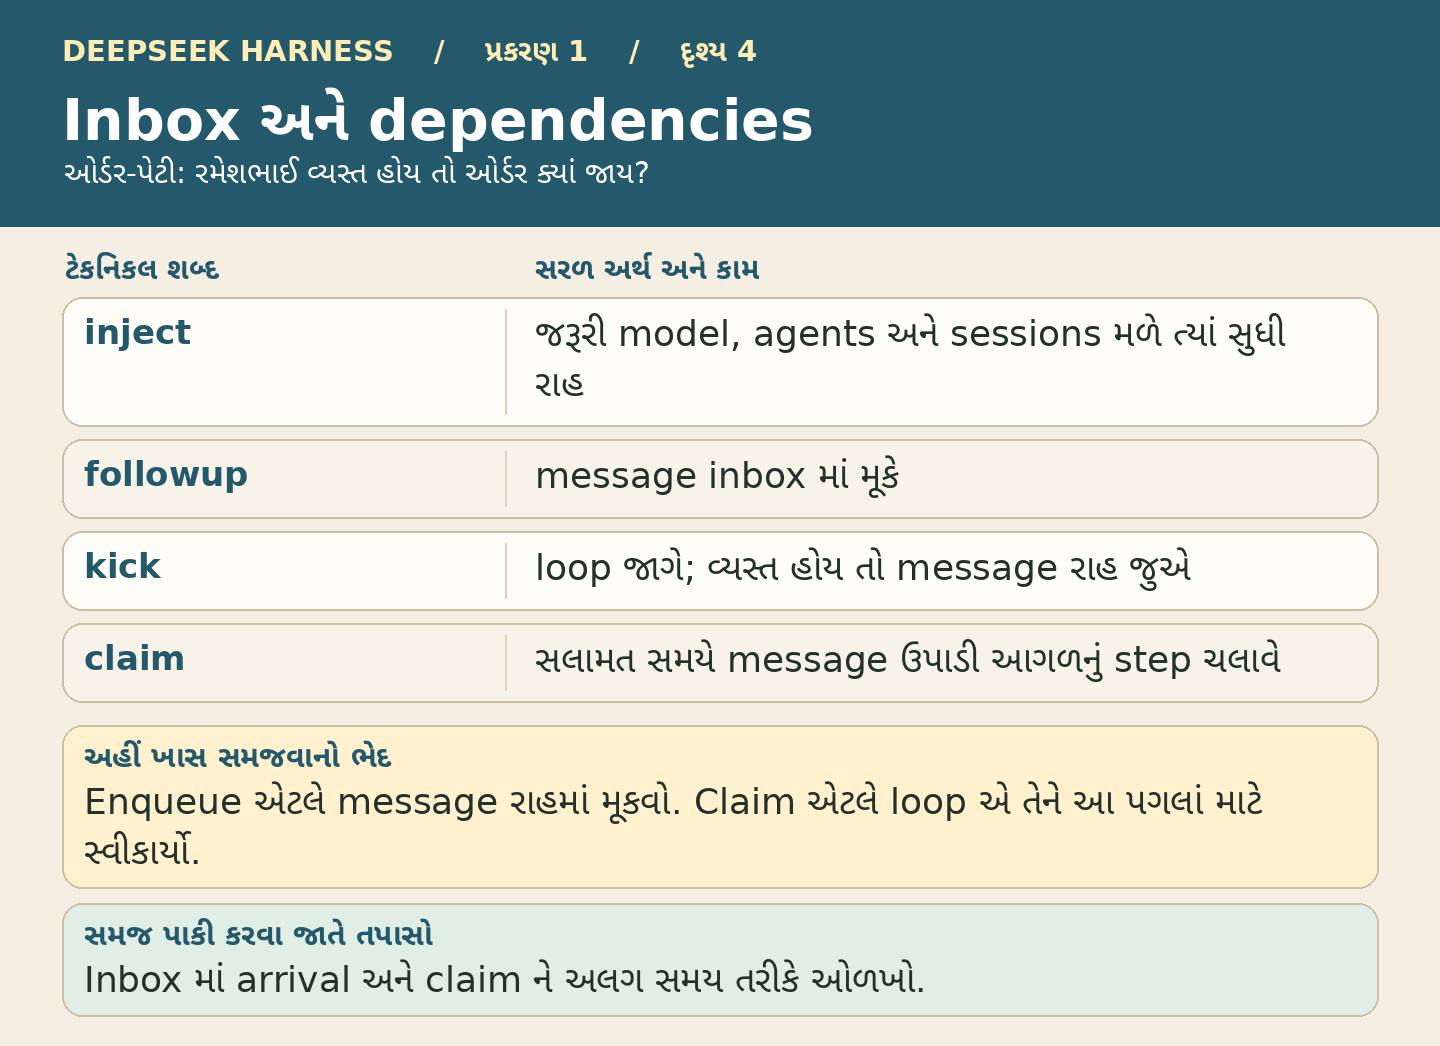 DEEPSEEK HARNESS / પ્રકરણ 1 / દૃશ્ય 4
Inbox અને dependencies
ઓર્ડર-પેટી: રમેશભાઈ વ્યસ્ત હોય તો ઓર્ડર ક્યાં જાય?
ટેકનિકલ શબ્દ સરળ અર્થ અને કામ
inject જરૂરી model, agents અને sessions મળે ત્યાં સુધી
રાહ
followup message inbox માં મૂકે
kick loop જાગે; વ્યસ્ત હોય તો message રાહ જુએ
claim સલામત સમયે message ઉપાડી આગળનું step ચલાવે
અહીં ખાસ સમજવાનો ભેદ
Enqueue એટલે message રાહમાં મૂકવો. Claim એટલે loop એ તેને આ પગલાં માટે
સ્વીકાર્યો.
સમજ પાકી કરવા જાતે તપાસો
Inbox માં arrival અને claim ને અલગ સમય તરીકે ઓળખો.